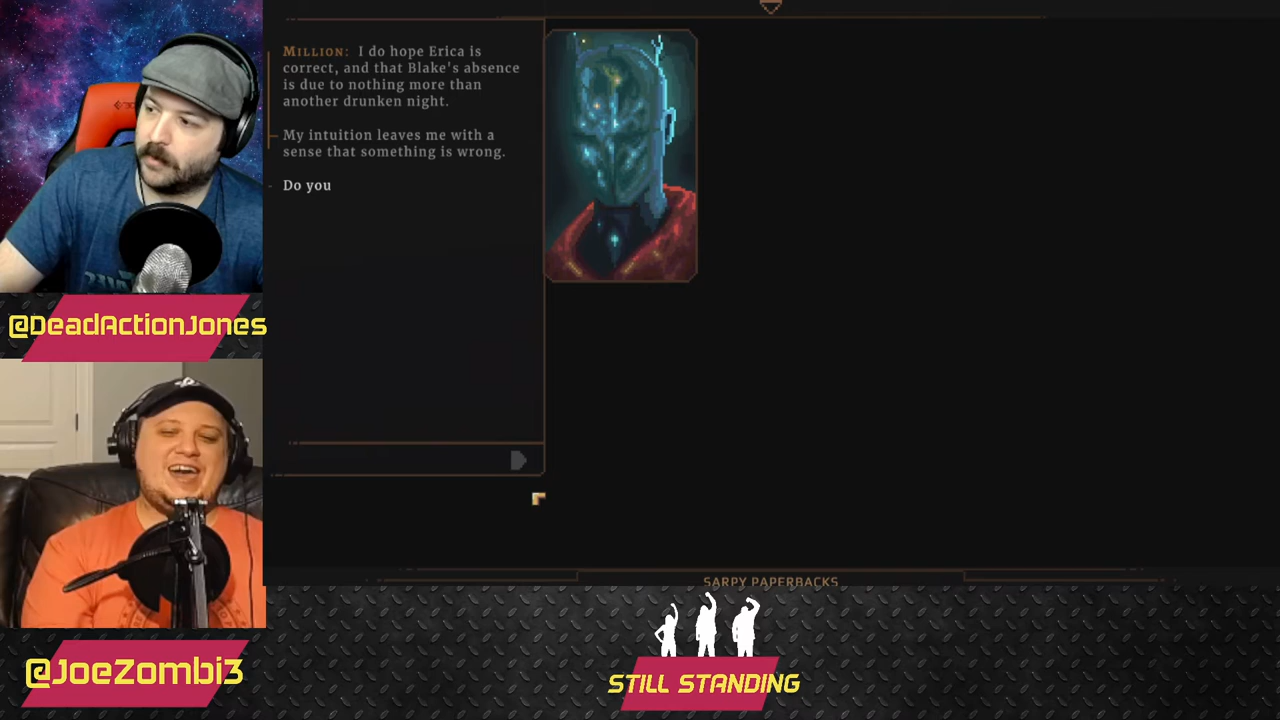 MILLION: I do hope Erica is
correct, and that Blake's absence
is due to nothing more than
another drunken night.
My intuition leaves me with a
sense that something is wrong.
Do you
@DeadActionJones
@JoeZombi3
SARPY PAPERBACKS
STILL STANDING